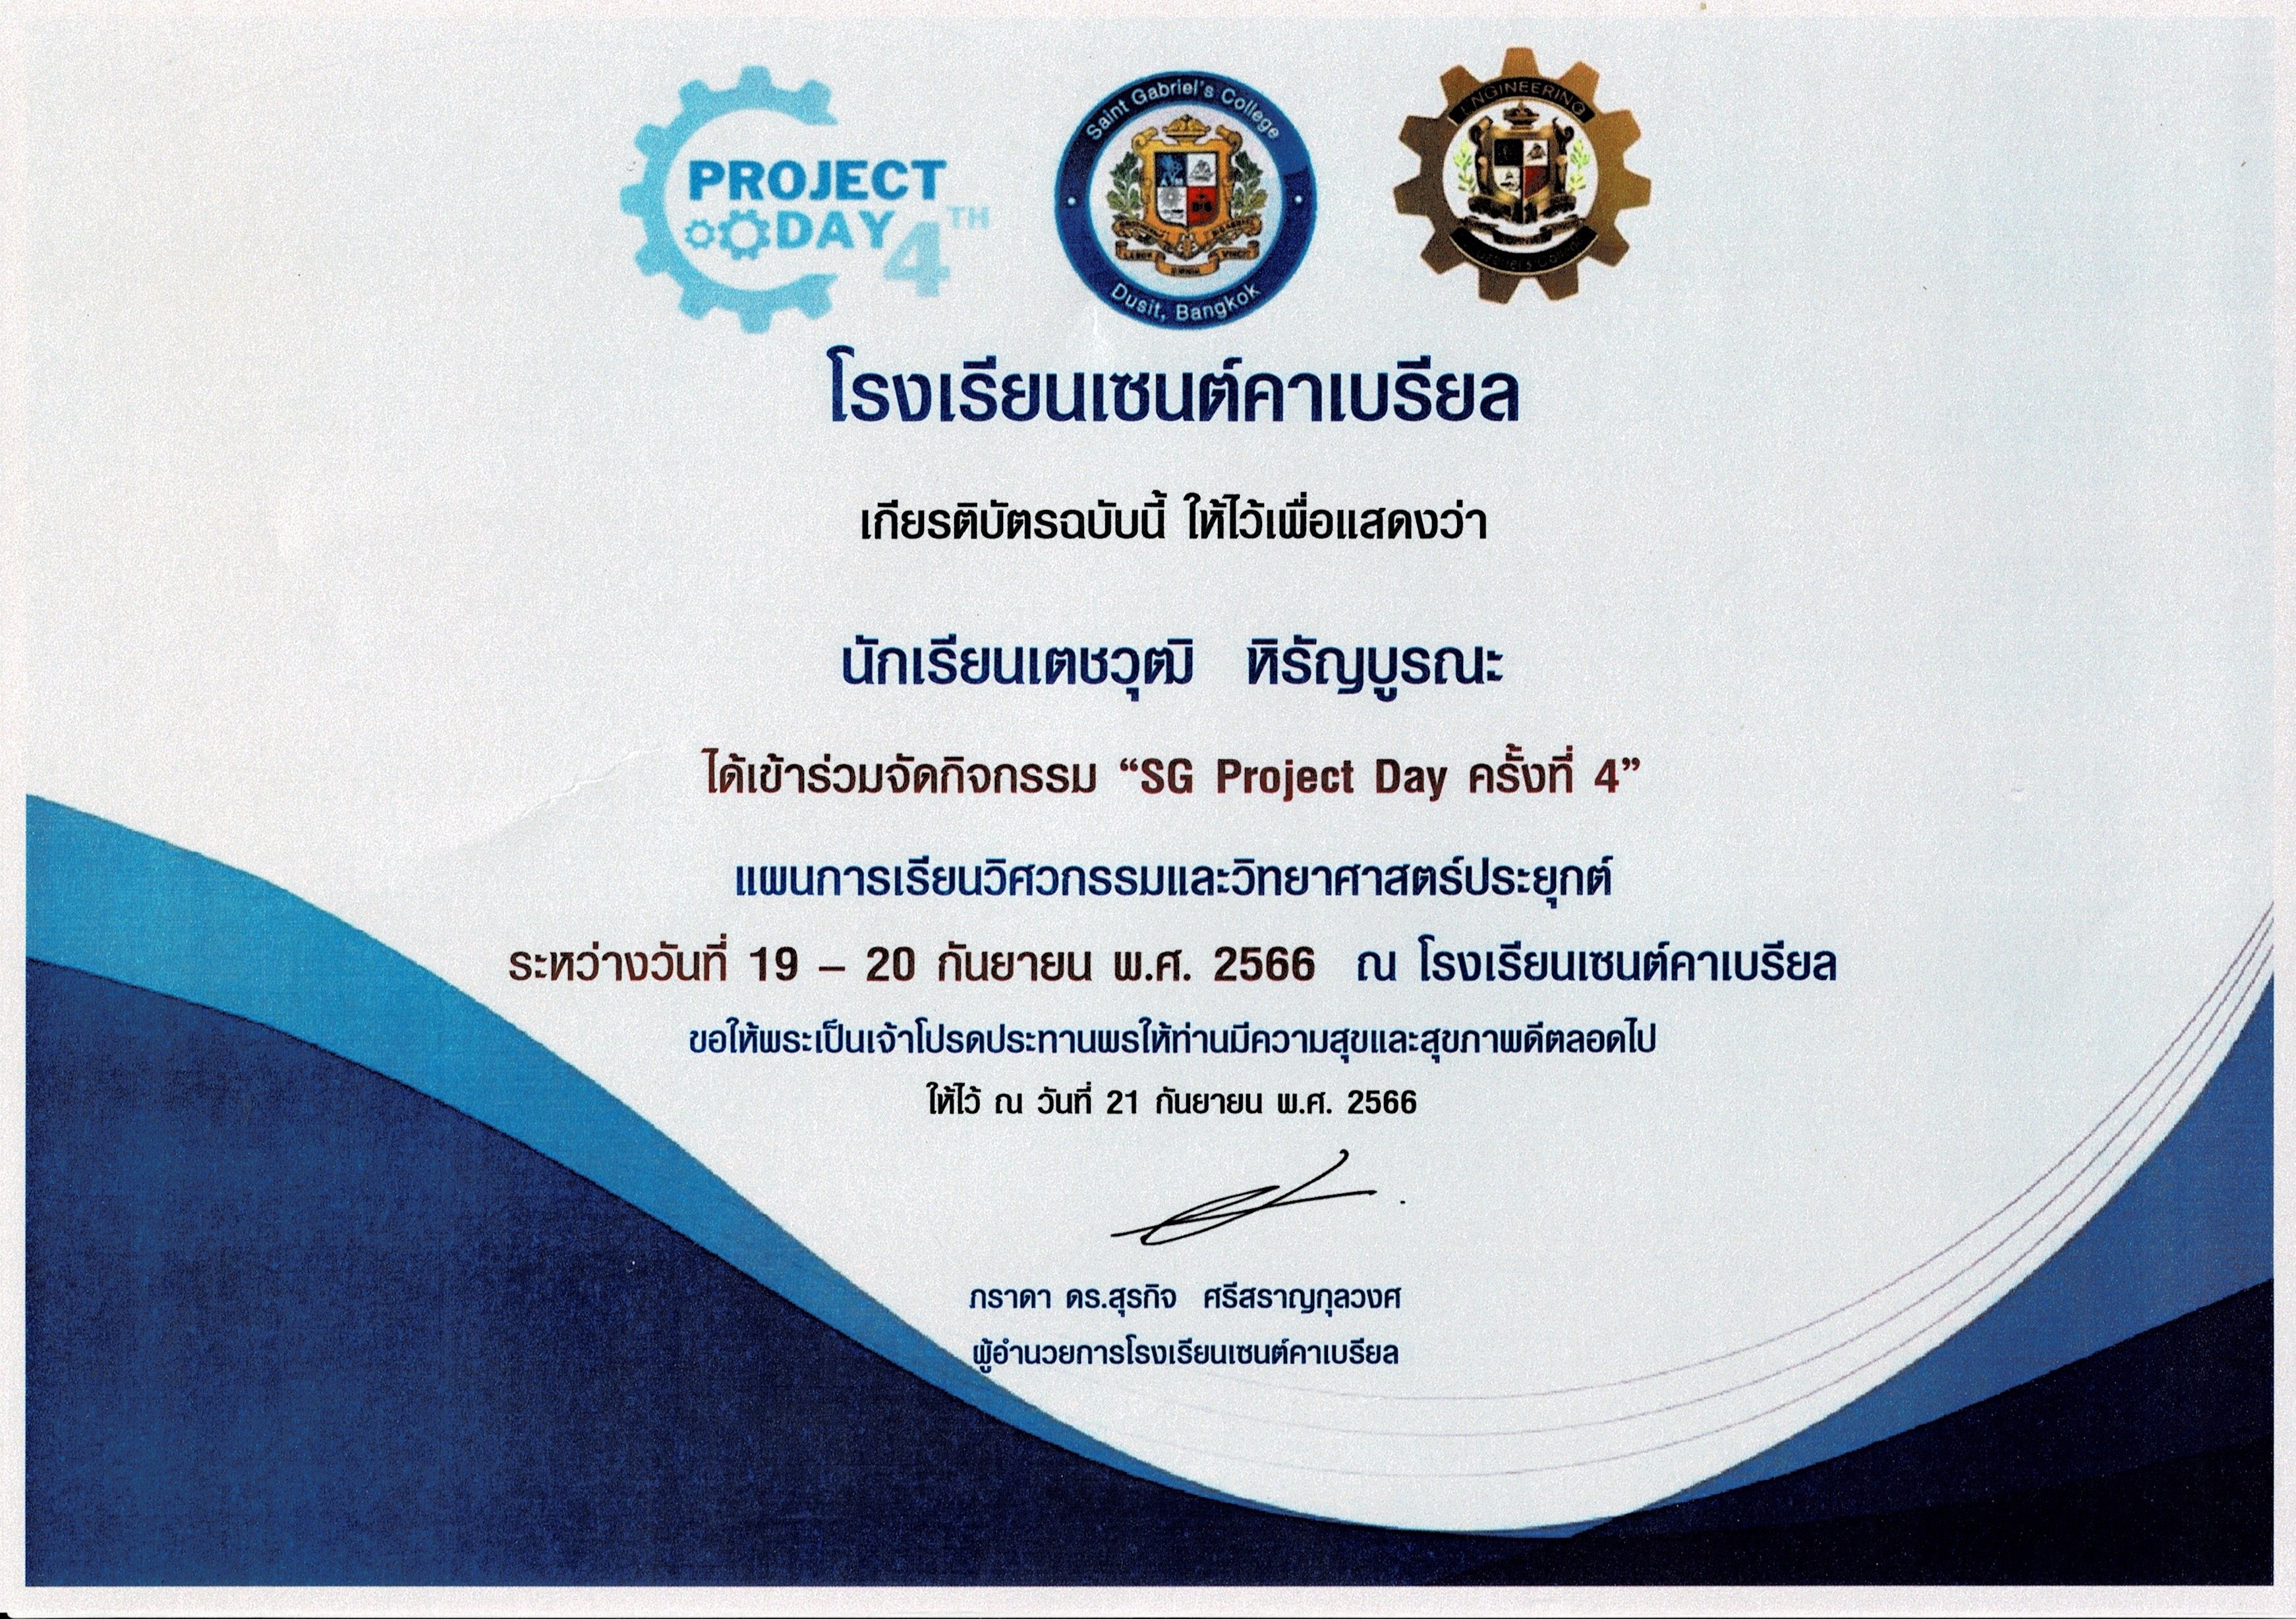 PROJECT
DAY 4TH
Saint Gabriel's College
Dusit, Bangkok
LABOR OMNIA VINCIT
ENGINEERING
โรงเรียนเซนต์คาเบรียล
เกียรติบัตรฉบับนี้ ให้ไว้เพื่อแสดงว่า
นักเรียนเตชวุฒิ หิรัญบูรณะ
ได้เข้าร่วมจัดกิจกรรม “SG Project Day ครั้งที่ 4”
แผนการเรียนวิศวกรรมและวิทยาศาสตร์ประยุกต์
ระหว่างวันที่ 19 – 20 กันยายน พ.ศ. 2566 ณ โรงเรียนเซนต์คาเบรียล
ขอให้พระเป็นเจ้าโปรดประทานพรให้ท่านมีความสุขและสุขภาพดีตลอดไป
ให้ไว้ ณ วันที่ 21 กันยายน พ.ศ. 2566
ภราดา ดร.สุรกิจ ศรีสราญกุลวงศ
ผู้อำนวยการโรงเรียนเซนต์คาเบรียล